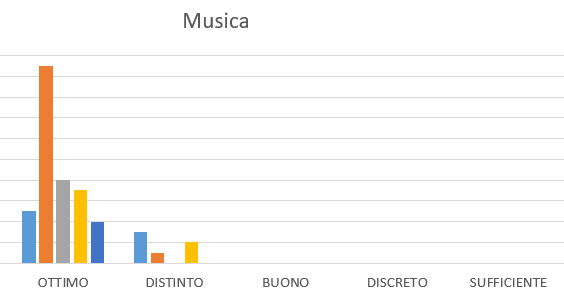 Musica
OTTIMO DISTINTO BUONO DISCRETO SUFFICIENTE